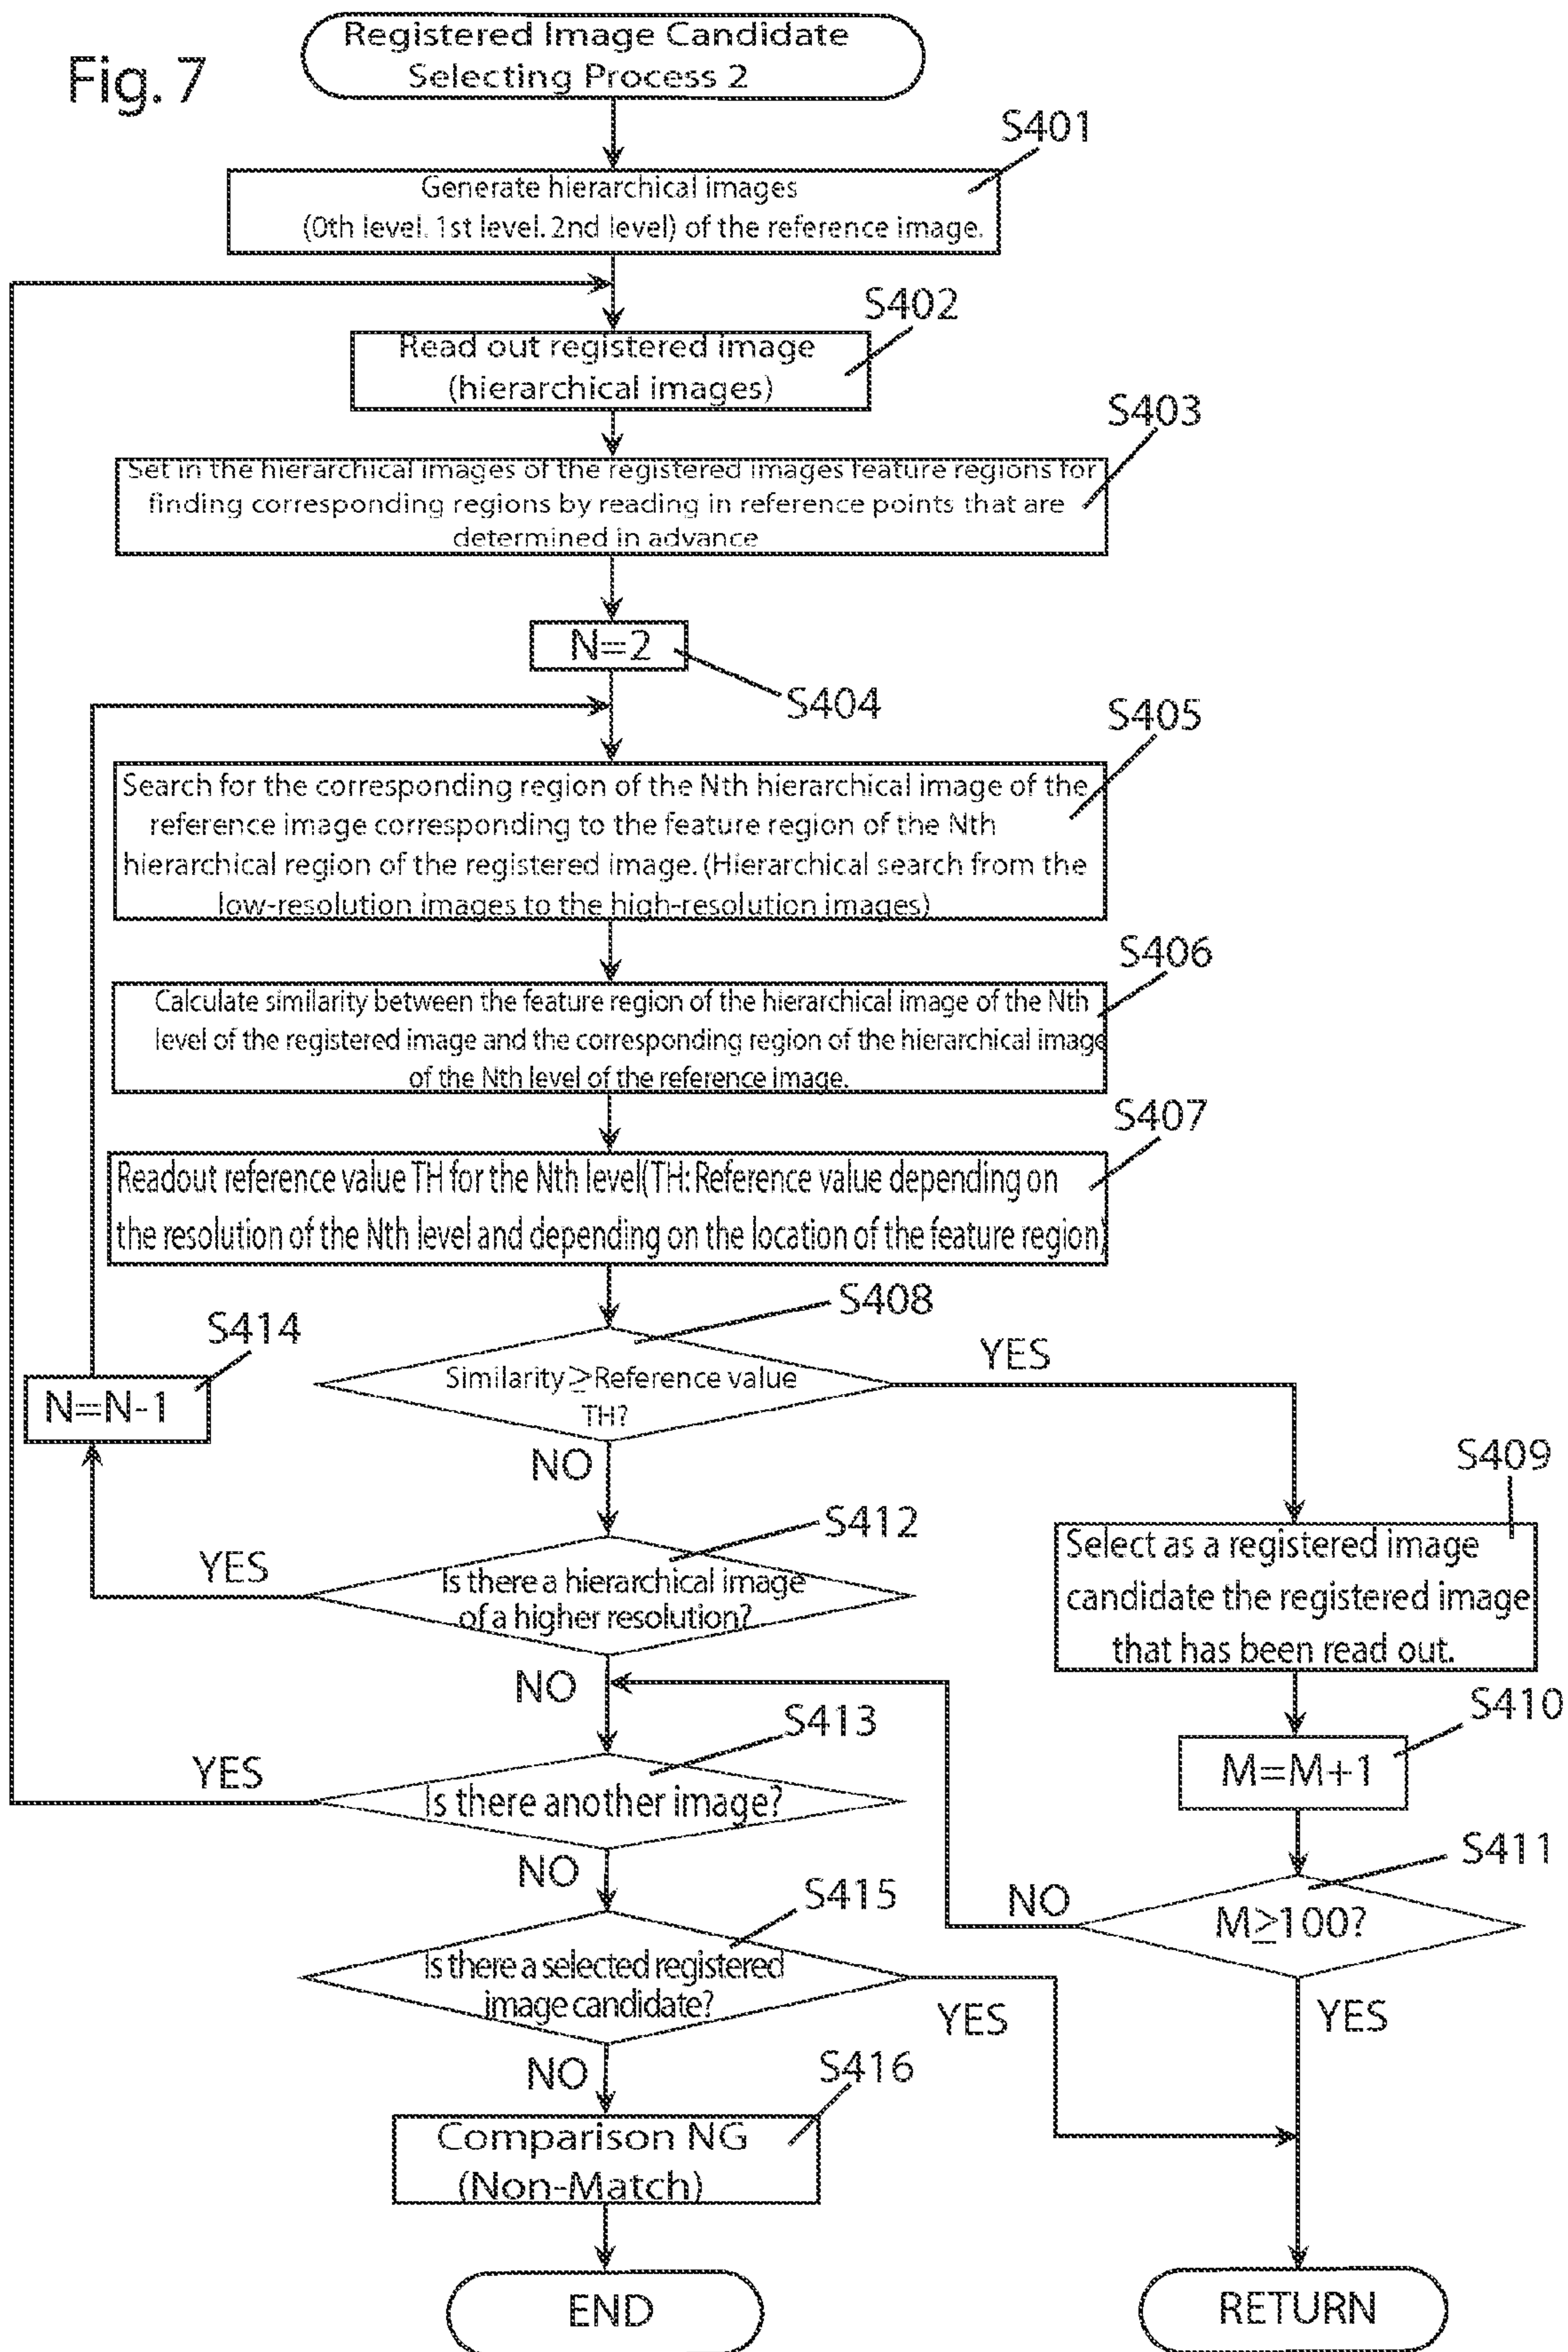 Fig. 7
Registered Image Candidate
Selecting Process 2
S401
Generate hierarchical images
(0th level. 1st level. 2nd level) of the reference image.
S402
Read out registered image
(hierarchical images)
S403
Set in the hierarchical images of the registered images feature regions for
finding corresponding regions by reading in reference points that are
determined in advance
N=2
S404
S405
Search for the corresponding region of the Nth hierarchical image of the
reference image corresponding to the feature region of the Nth
hierarchical region of the registered image. (Hierarchical search from the
low-resolution images to the high-resolution images)
S406
Calculate similarity between the feature region of the hierarchical image of the Nth
level of the registered image and the corresponding region of the hierarchical image
of the Nth level of the reference image.
S407
Readout reference value TH for the Nth level(TH: Reference value depending on
the resolution of the Nth level and depending on the location of the feature region)
S408
Similarity≥Reference value
TH?
YES
NO
S414
N=N-1
S409
Select as a registered image
candidate the registered image
that has been read out.
S412
Is there a hierarchical image
of a higher resolution?
YES
NO
S410
M=M+1
S413
Is there another image?
YES
NO
S411
M≥100?
NO
YES
S415
Is there a selected registered
image candidate?
YES
NO
S416
Comparison NG
(Non-Match)
END
RETURN